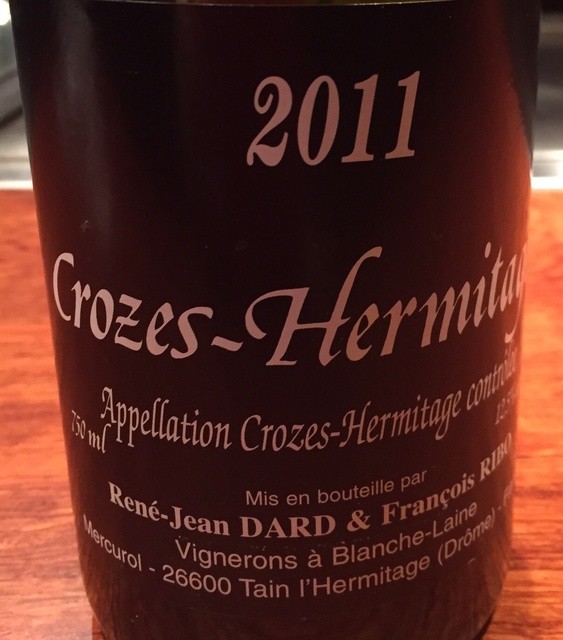 2011
Crozes-Hermitag
Appellation Crozes-Hermitage contrôlée
750 ml
Mis en bouteille par
René-Jean DARD & François RIBO
Vignerons à Blanche-Laine
Mercurol - 26600 Tain l'Hermitage (Drôme) -